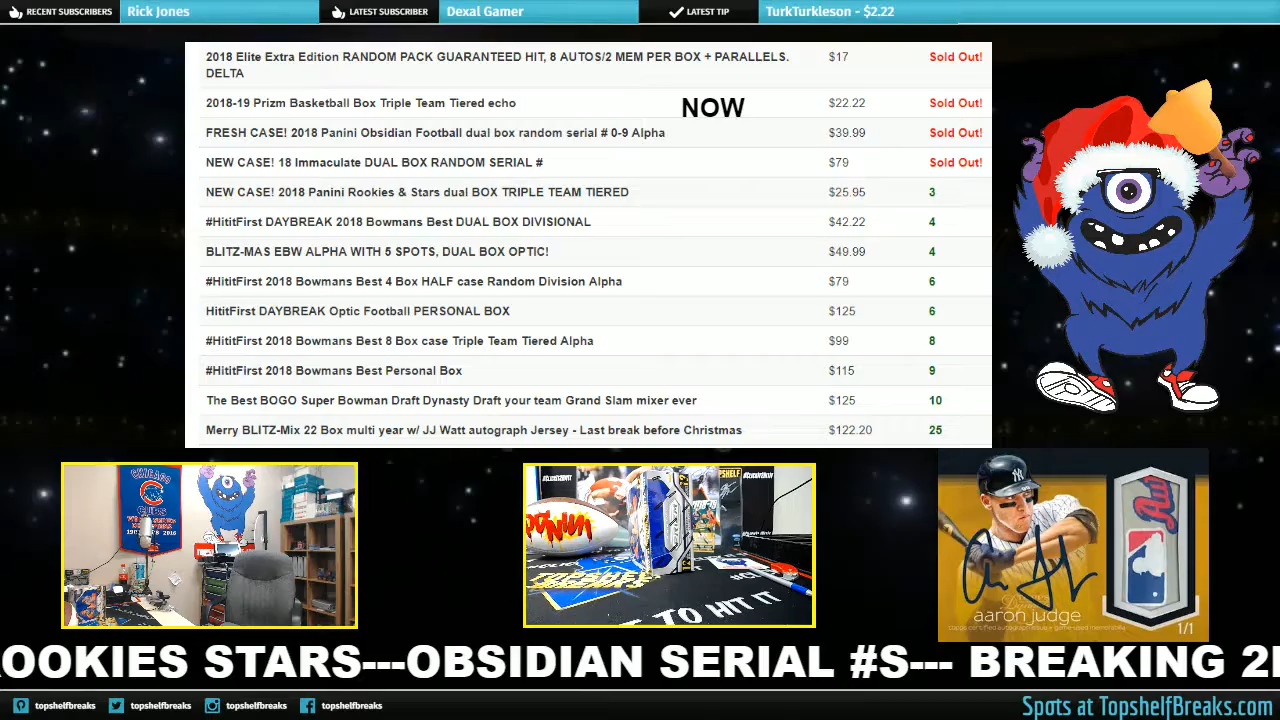 RECENT SUBSCRIBERS Rick Jones LATEST SUBSCRIBER Dexal Gamer LATEST TIP TurkTurkleson - $2.22
2018 Elite Extra Edition RANDOM PACK GUARANTEED HIT, 8 AUTOS/2 MEM PER BOX + PARALLELS. $17 Sold Out!
DELTA
2018-19 Prizm Basketball Box Triple Team Tiered echo $22.22 Sold Out!
NOW
FRESH CASE! 2018 Panini Obsidian Football dual box random serial # 0-9 Alpha $39.99 Sold Out!
NEW CASE! 18 Immaculate DUAL BOX RANDOM SERIAL # $79 Sold Out!
NEW CASE! 2018 Panini Rookies & Stars dual BOX TRIPLE TEAM TIERED $25.95 3
#HititFirst DAYBREAK 2018 Bowmans Best DUAL BOX DIVISIONAL $42.22 4
BLITZ-MAS EBW ALPHA WITH 5 SPOTS, DUAL BOX OPTIC! $49.99 4
#HititFirst 2018 Bowmans Best 4 Box HALF case Random Division Alpha $79 6
HititFirst DAYBREAK Optic Football PERSONAL BOX $125 6
#HititFirst 2018 Bowmans Best 8 Box case Triple Team Tiered Alpha $99 8
#HititFirst 2018 Bowmans Best Personal Box $115 9
The Best BOGO Super Bowman Draft Dynasty Draft your team Grand Slam mixer ever $125 10
Merry BLITZ-Mix 22 Box multi year w/ JJ Watt autograph Jersey - Last break before Christmas $122.20 25
CHICAGO
CUBS
TO HIT IT
aaron judge
1/1
OOKIES STARS---OBSIDIAN SERIAL #S--- BREAKING
topshelfbreaks topshelfbreaks topshelfbreaks topshelfbreaks Spots at TopshelfBreaks.com